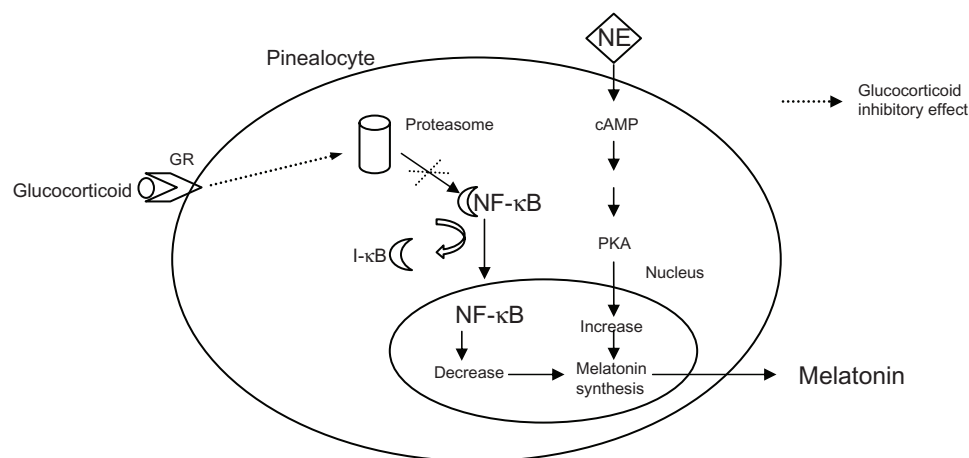 NE
Pinealocyte
Glucocorticoid
inhibitory effect
Proteasome
cAMP
GR
Glucocorticoid
NF-κB
I-κB
PKA
Nucleus
NF-κB
Increase
Decrease
Melatonin
synthesis
Melatonin